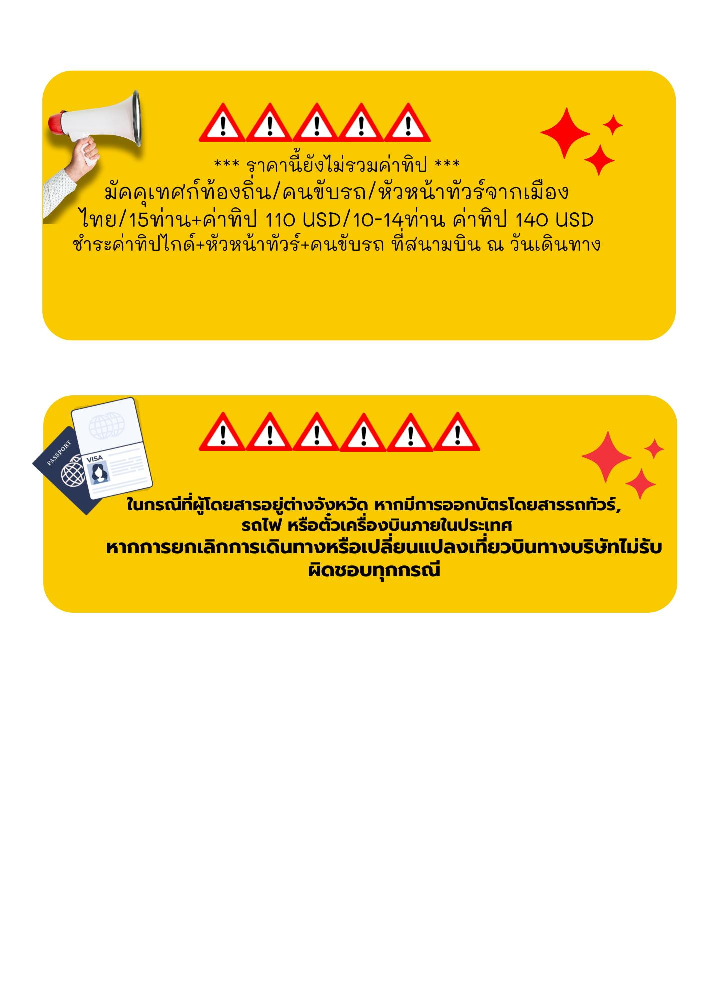 *** ราคานี้ยังไม่รวมค่าทิป ***
มัคคุเทศก์ท้องถิ่น/คนขับรถ/หัวหน้าทัวร์จากเมือง
ไทย/15ท่าน+ค่าทิป 110 USD/10-14ท่าน ค่าทิป 140 USD
ชำระค่าทิปไกด์+หัวหน้าทัวร์+คนขับรถ ที่สนามบิน ณ วันเดินทาง
PASSPORT
VISA
ในกรณีที่ผู้โดยสารอยู่ต่างจังหวัด หากมีการออกบัตรโดยสารรถทัวร์,
รถไฟ หรือตั๋วเครื่องบินภายในประเทศ
หากการยกเลิกการเดินทางหรือเปลี่ยนแปลงเที่ยวบินทางบริษัทไม่รับ
ผิดชอบทุกกรณี